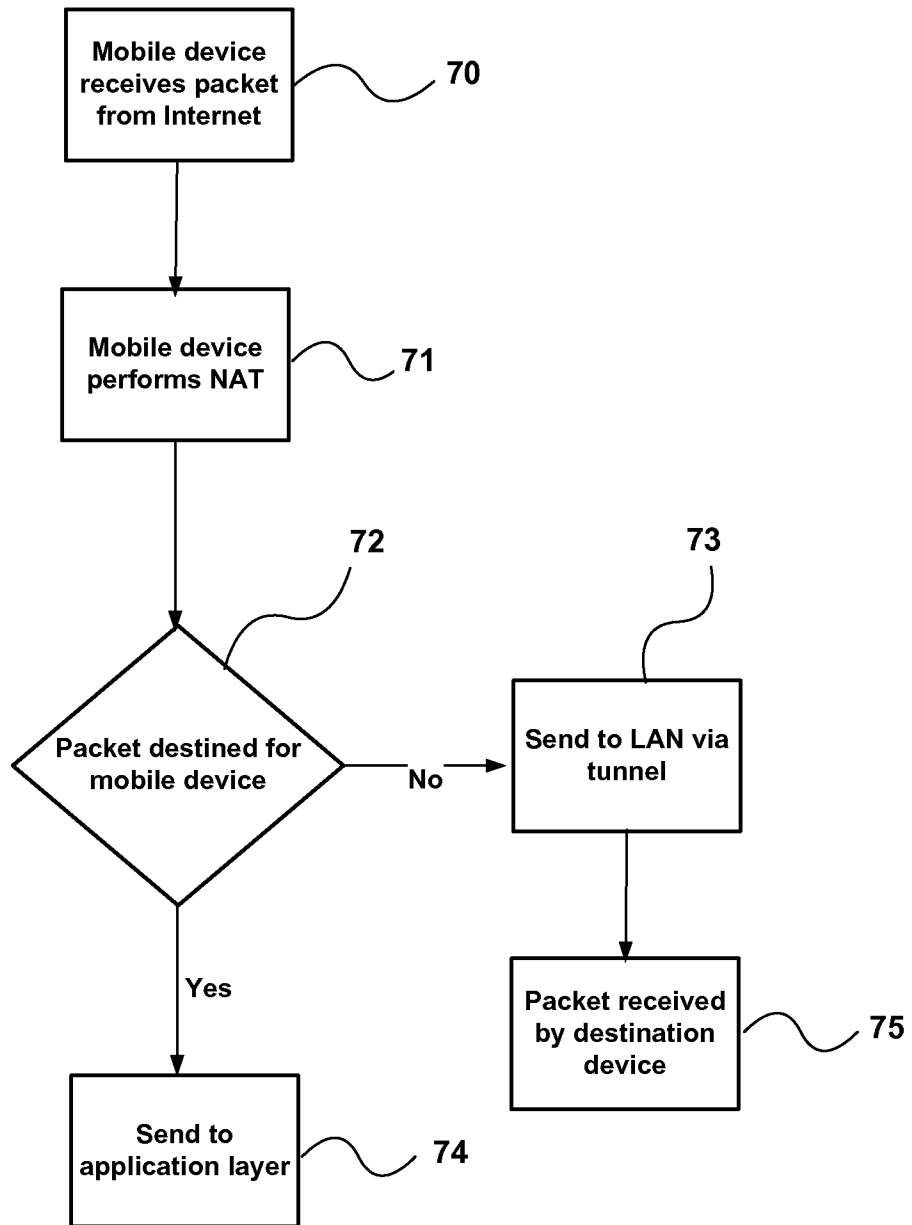 Mobile device
receives packet
from Internet
70
Mobile device
performs NAT
71
72
Packet destined for
mobile device
No
73
Send to LAN via
tunnel
Yes
Packet received
by destination
device
75
Send to
application layer
74